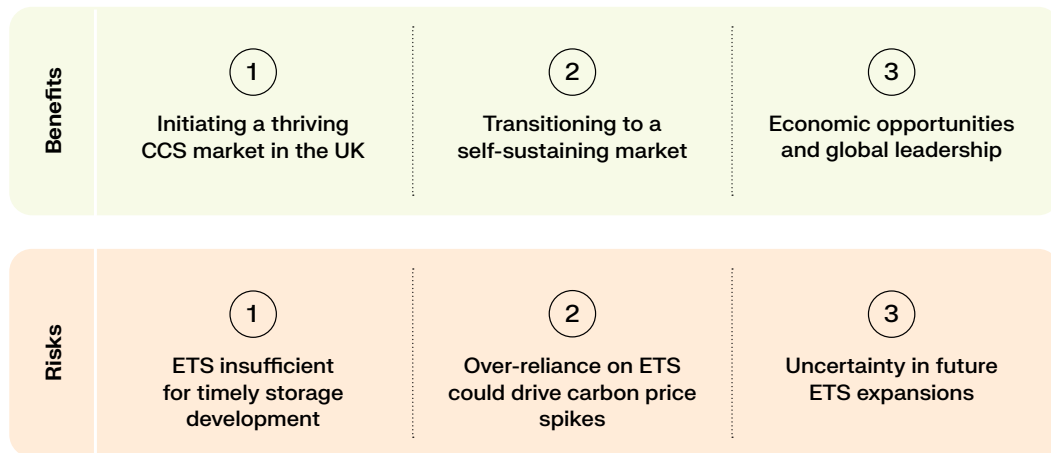 Benefits
1
Initiating a thriving
CCS market in the UK
2
Transitioning to a
self-sustaining market
3
Economic opportunities
and global leadership
Risks
1
ETS insufficient
for timely storage
development
2
Over-reliance on ETS
could drive carbon price
spikes
3
Uncertainty in future
ETS expansions